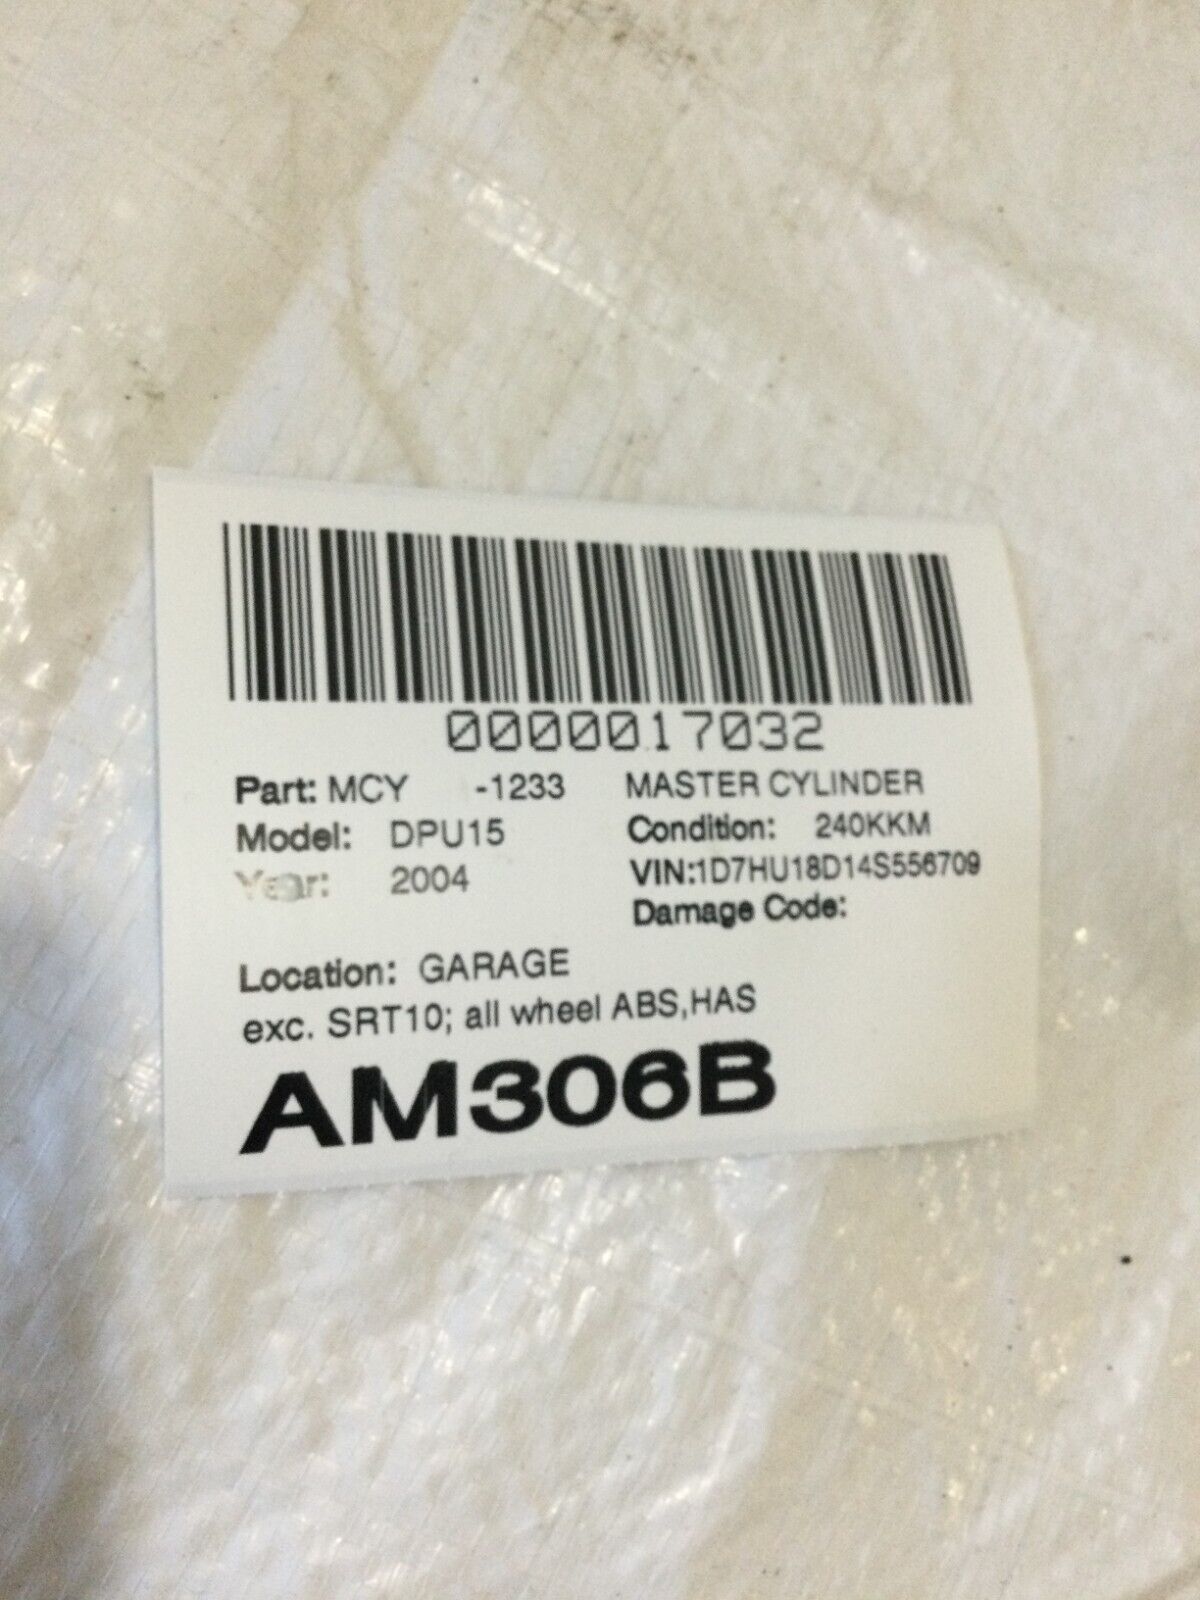 0000017032
Part: MCY -1233 MASTER CYLINDER
Model: DPU15 Condition: 240KKM
Year: 2004 VIN:1D7HU18D14S556709
Damage Code:
Location: GARAGE
exc. SRT10; all wheel ABS,HAS
AM306B